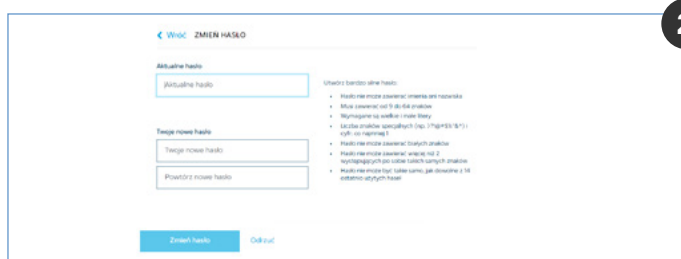 Wróć ZMIEŃ HASŁO
Aktualne hasło
Aktualne hasło
Utwórz bardzo silne hasło:
• Hasło nie może zawierać imienia ani nazwiska
• Musi zawierać od 9 do 64 znaków
• Wymagane są wielkie i małe litery
• Liczba znaków specjalnych (np.
cyfr: co najmniej 1
• Hasło nie może zawierać białych znaków
• Hasło nie może zawierać więcej niż 2
występujących po sobie takich samych znaków
• Hasło nie może być takie samo, jak dowolne z 14
ostatnio użytych haseł
Twoje nowe hasło
Twoje nowe hasło
Powtórz nowe hasło
Zmień hasło Odrzuć